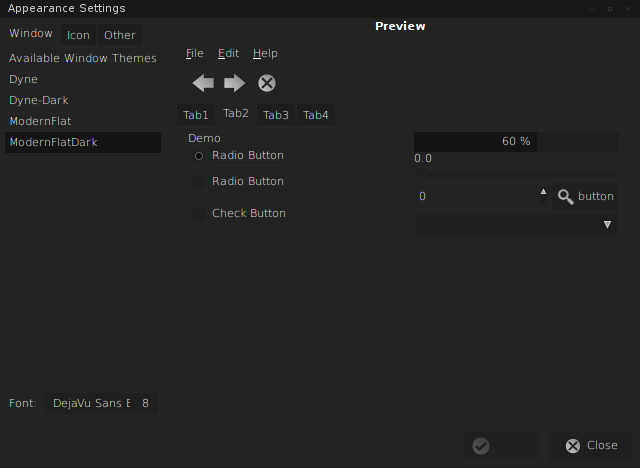 Appearance Settings
Window Icon Other
Available Window Themes
Dyne
Dyne-Dark
ModernFlat
ModernFlatDark
Font: DejaVu Sans 8
Preview
File Edit Help
Tab1 Tab2 Tab3 Tab4
Demo
Radio Button
Radio Button
Check Button
60 %
0.0
0 button
Close